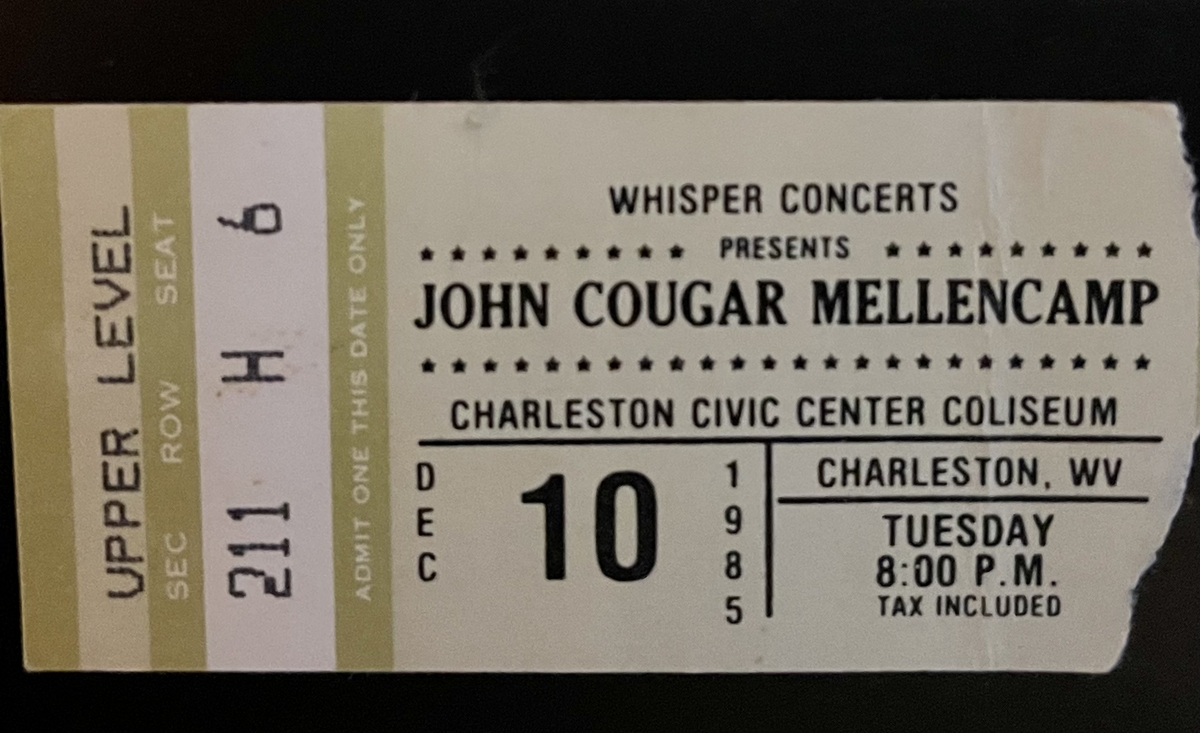 UPPER LEVEL
SEC ROW SEAT
211 H 6
ADMIT ONE THIS DATE ONLY
WHISPER CONCERTS
★ ★ ★ ★ ★ ★ ★ ★ ★ PRESENTS ★ ★ ★ ★ ★ ★ ★ ★ ★
JOHN COUGAR MELLENCAMP
★ ★ ★ ★ ★ ★ ★ ★ ★ ★ ★ ★ ★ ★ ★ ★ ★ ★ ★ ★ ★ ★ ★ ★
CHARLESTON CIVIC CENTER COLISEUM
DEC 10 1985
CHARLESTON, WV
TUESDAY
8:00 P.M.
TAX INCLUDED